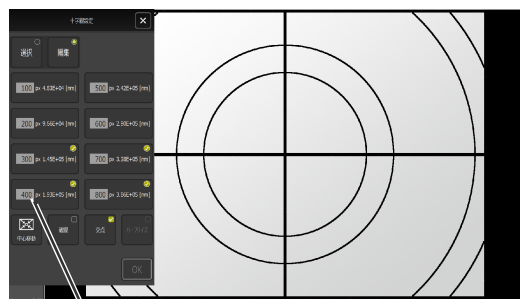 十字線設定
選択 編集
100 px 4.83E+04 [nm] 500 px 2.42E+05 [nm]
200 px 9.66E+04 [nm] 600 px 2.90E+05 [nm]
300 px 1.45E+05 [nm] 700 px 3.38E+05 [nm]
400 px 1.93E+05 [nm] 800 px 3.86E+05 [nm]
中心移動 交点
OK